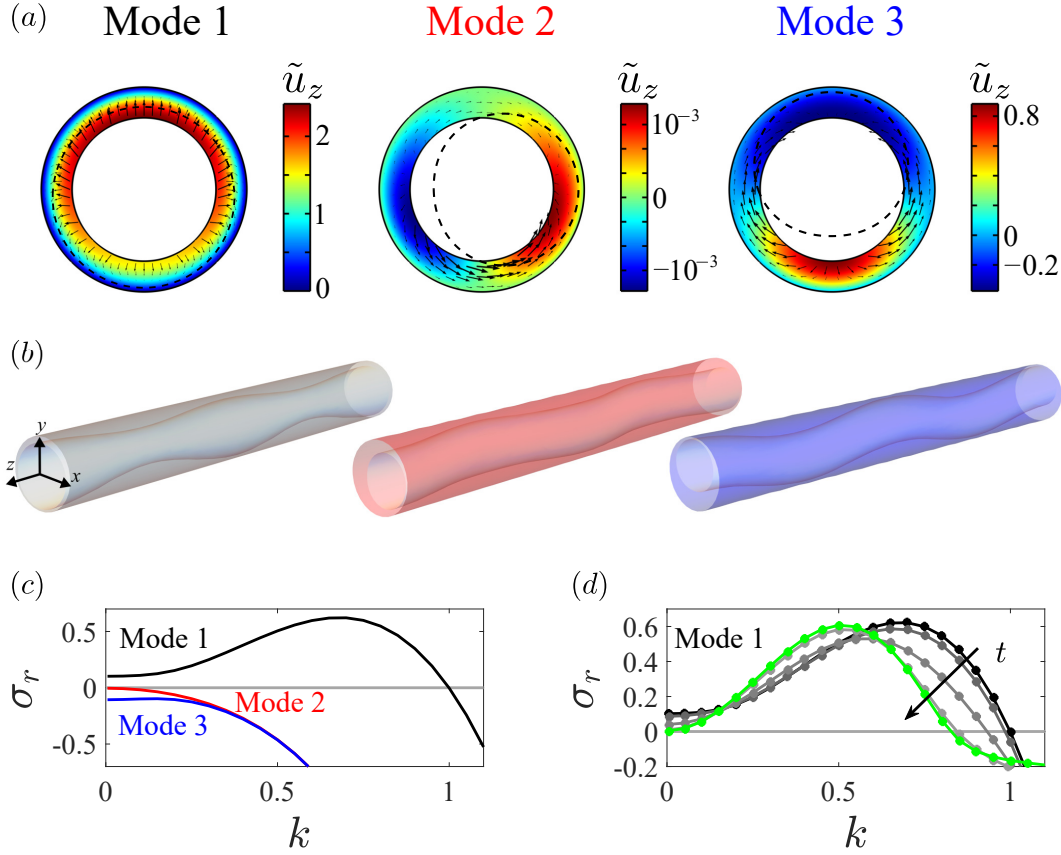 (a) Mode 1 Mode 2 Mode 3
ũz ũz ũz
2
1
0
10⁻³
0
−10⁻³
0.8
0
−0.2
(b)
y
z
x
(c)
0.5
0
-0.5
σr
Mode 1
Mode 2
Mode 3
0 0.5 1
k
(d)
0.6
0.4
0.2
0
-0.2
σr
Mode 1
t
0 0.5 1
k